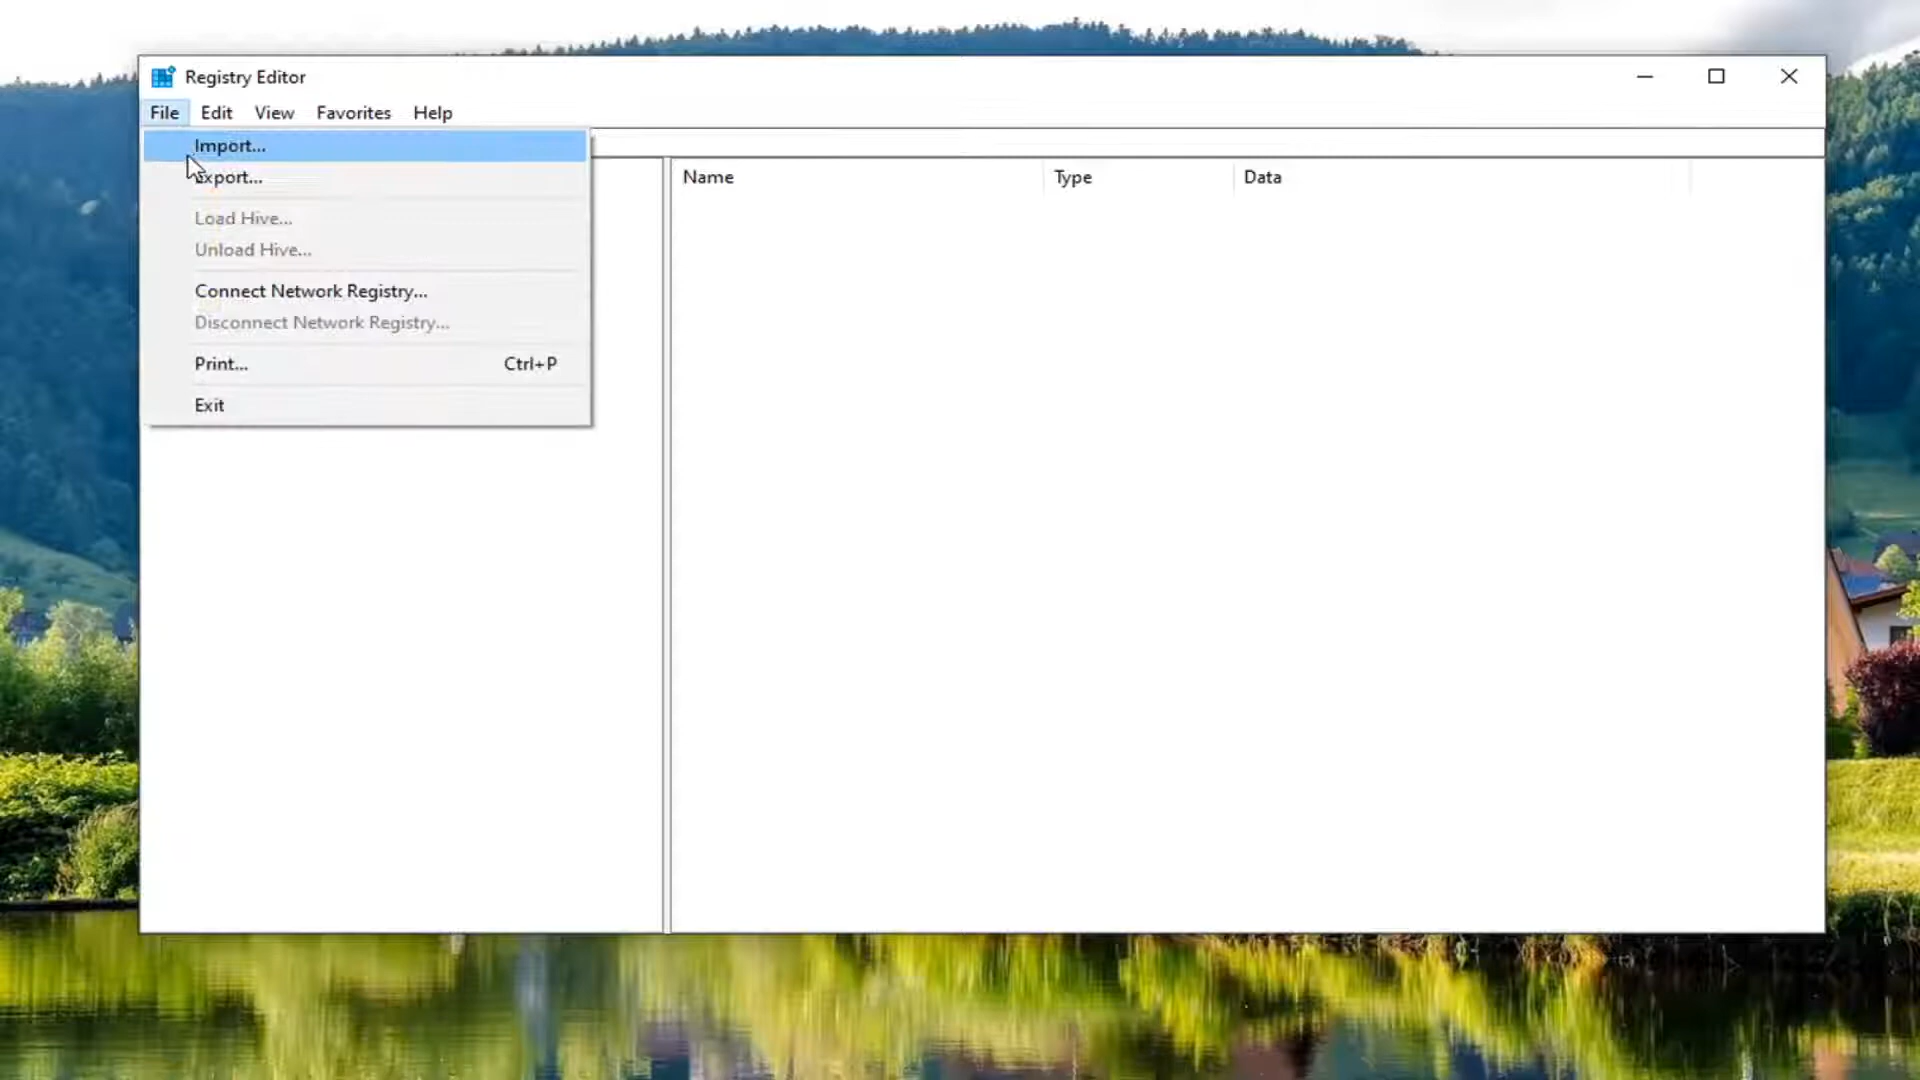 Registry Editor
File Edit View Favorites Help
Import...
Export...
Load Hive...
Unload Hive...
Connect Network Registry...
Disconnect Network Registry...
Print... Ctrl+P
Exit
Name Type Data